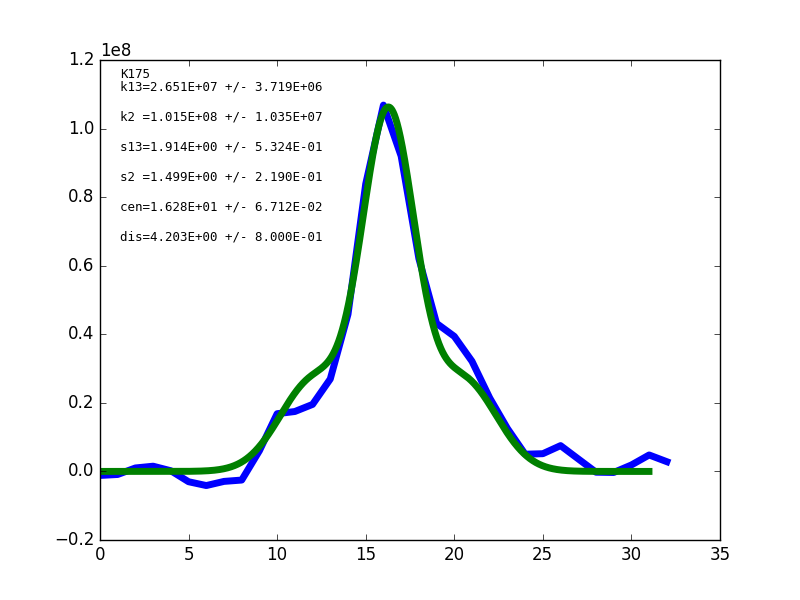 1e8
1.2
1.0
0.8
0.6
0.4
0.2
0.0
−0.2
K175
k13=2.651E+07 +/- 3.719E+06
k2 =1.015E+08 +/- 1.035E+07
s13=1.914E+00 +/- 5.324E-01
s2 =1.499E+00 +/- 2.190E-01
cen=1.628E+01 +/- 6.712E-02
dis=4.203E+00 +/- 8.000E-01
0 5 10 15 20 25 30 35